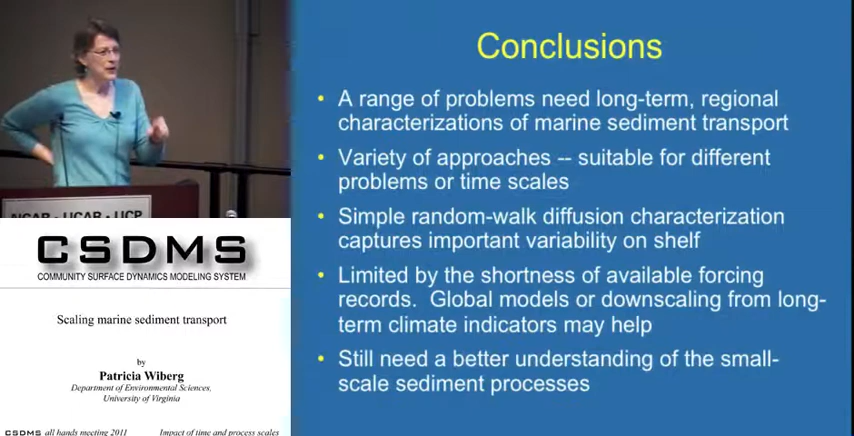 NCAR · UCAR · UCP
CSDMS
COMMUNITY SURFACE DYNAMICS MODELING SYSTEM
Scaling marine sediment transport
by
Patricia Wiberg
Department of Environmental Sciences,
University of Virginia
CSDMS all hands meeting 2011 Impact of time and process scales
Conclusions
• A range of problems need long-term, regional
characterizations of marine sediment transport
• Variety of approaches -- suitable for different
problems or time scales
• Simple random-walk diffusion characterization
captures important variability on shelf
• Limited by the shortness of available forcing
records. Global models or downscaling from long-
term climate indicators may help
• Still need a better understanding of the small-
scale sediment processes